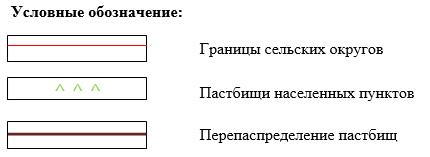 Условные обозначение:
Границы сельских округов
^ ^ ^ Пастбищи населенных пунктов
Перепаспределение пастбищ